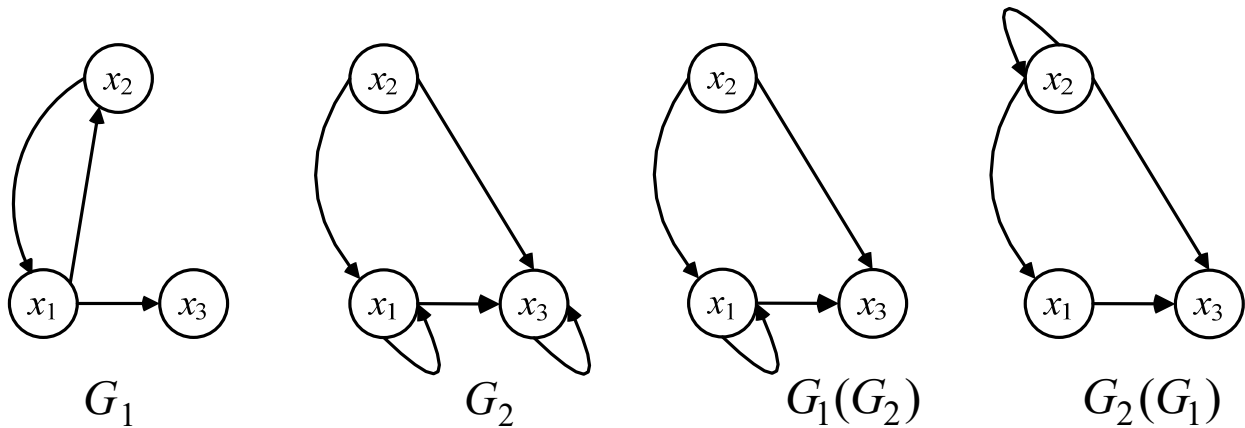 x₂
x₁
x₃
G₁
x₂
x₁
x₃
G₂
x₂
x₁
x₃
G₁(G₂)
x₂
x₁
x₃
G₂(G₁)